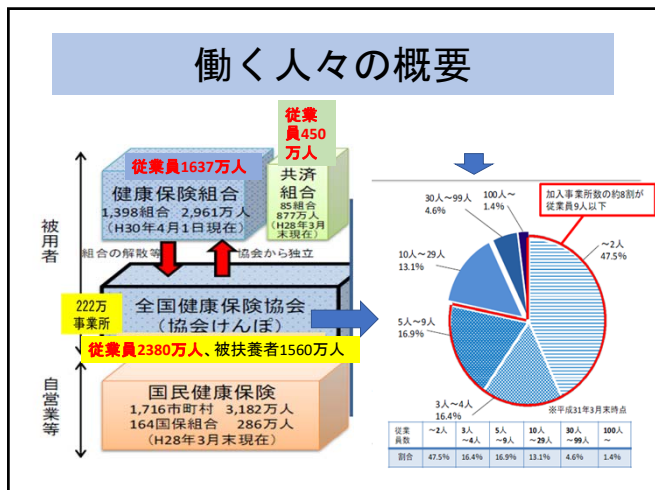 働く人々の概要
従業員1637万人
従業
員450
万人
健康保険組合
1,398組合 2,961万人
(H30年4月1日現在)
共済
組合
85組合
877万人
(H28年3月
末現在)
被用者
組合の解散等
協会から独立
222万
事業所
全国健康保険協会
(協会けんぽ)
従業員2380万人、被扶養者1560万人
自営業等
国民健康保険
1,716市町村 3,182万人
164国保組合 286万人
(H28年3月末現在)
加入事業所数の約8割が
従業員9人以下
100人~
1.4%
30人~99人
4.6%
10人~29人
13.1%
5人~9人
16.9%
3人~4人
16.4%
~2人
47.5%
※平成31年3月末時点
従業員数 ~2人 3人~4人 5人~9人 10人~29人 30人~99人 100人~
割合 47.5% 16.4% 16.9% 13.1% 4.6% 1.4%